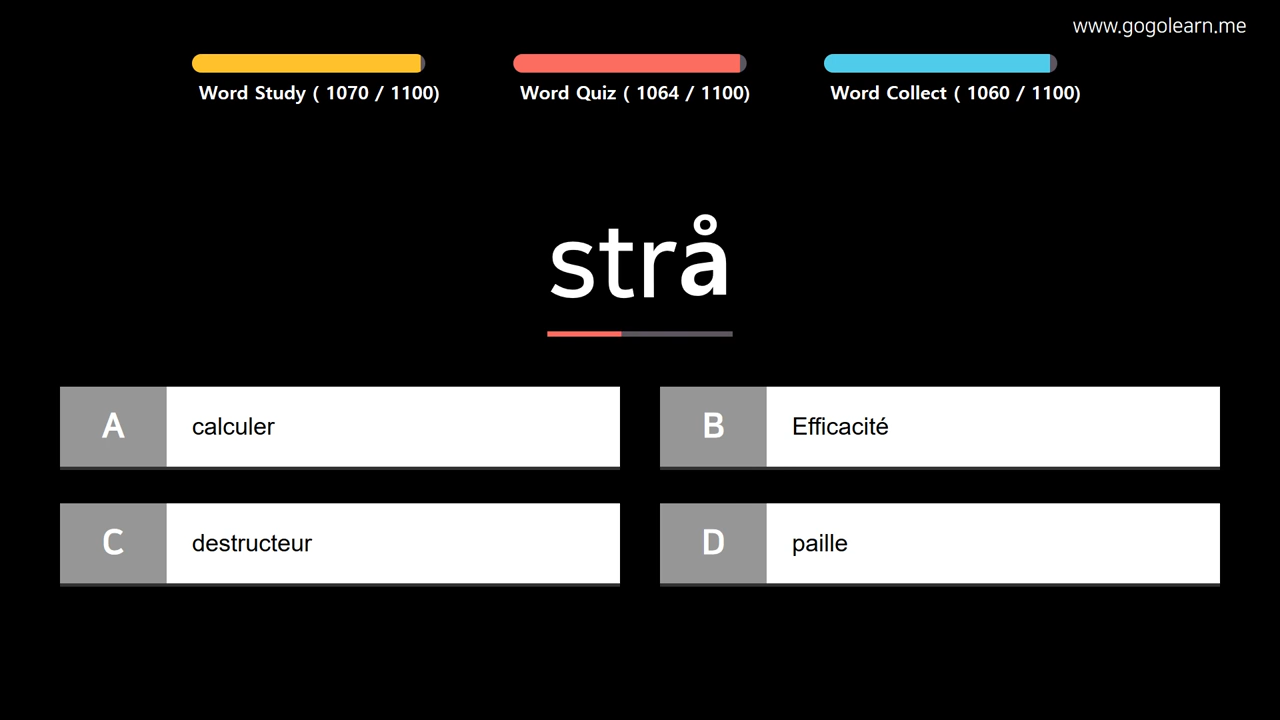 www.gogolearn.me
Word Study ( 1070 / 1100)
Word Quiz ( 1064 / 1100)
Word Collect ( 1060 / 1100)
strå
A calculer
B Efficacité
C destructeur
D paille